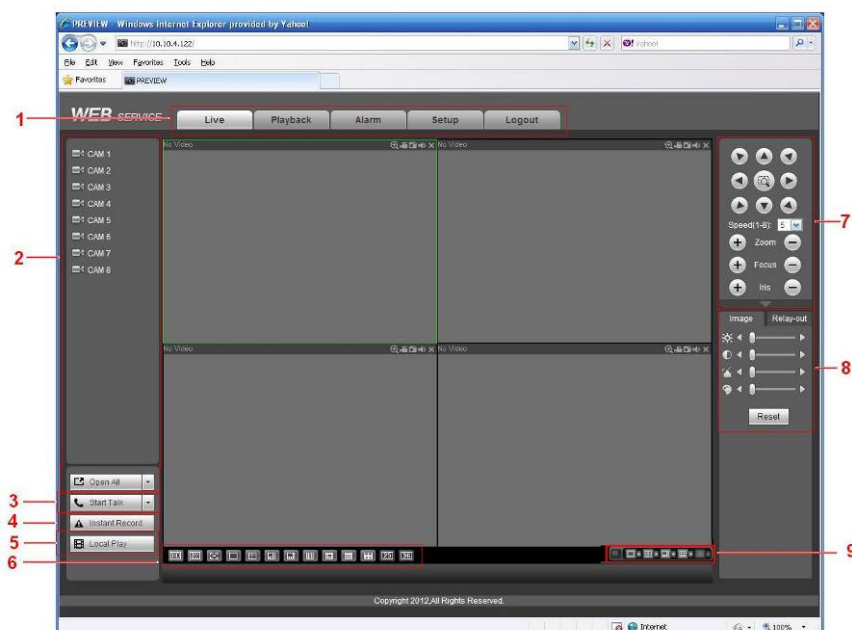 PREVIEW - Windows Internet Explorer provided by Yahoo!
http://10.10.4.122/
Yahoo!
File Edit View Favorites Tools Help
Favorites PREVIEW
WEB SERVICE
1
Live Playback Alarm Setup Logout
CAM 1
CAM 2
CAM 3
CAM 4
CAM 5
CAM 6
CAM 7
CAM 8
2
No Video
No Video
No Video
No Video
Speed(1-8): 5
Zoom
Focus
Iris
7
Image Relay-out
Reset
8
Open All
3
Start Talk
4
Instant Record
5
Local Play
6
9
Copyright 2012,All Rights Reserved.
Internet
100%